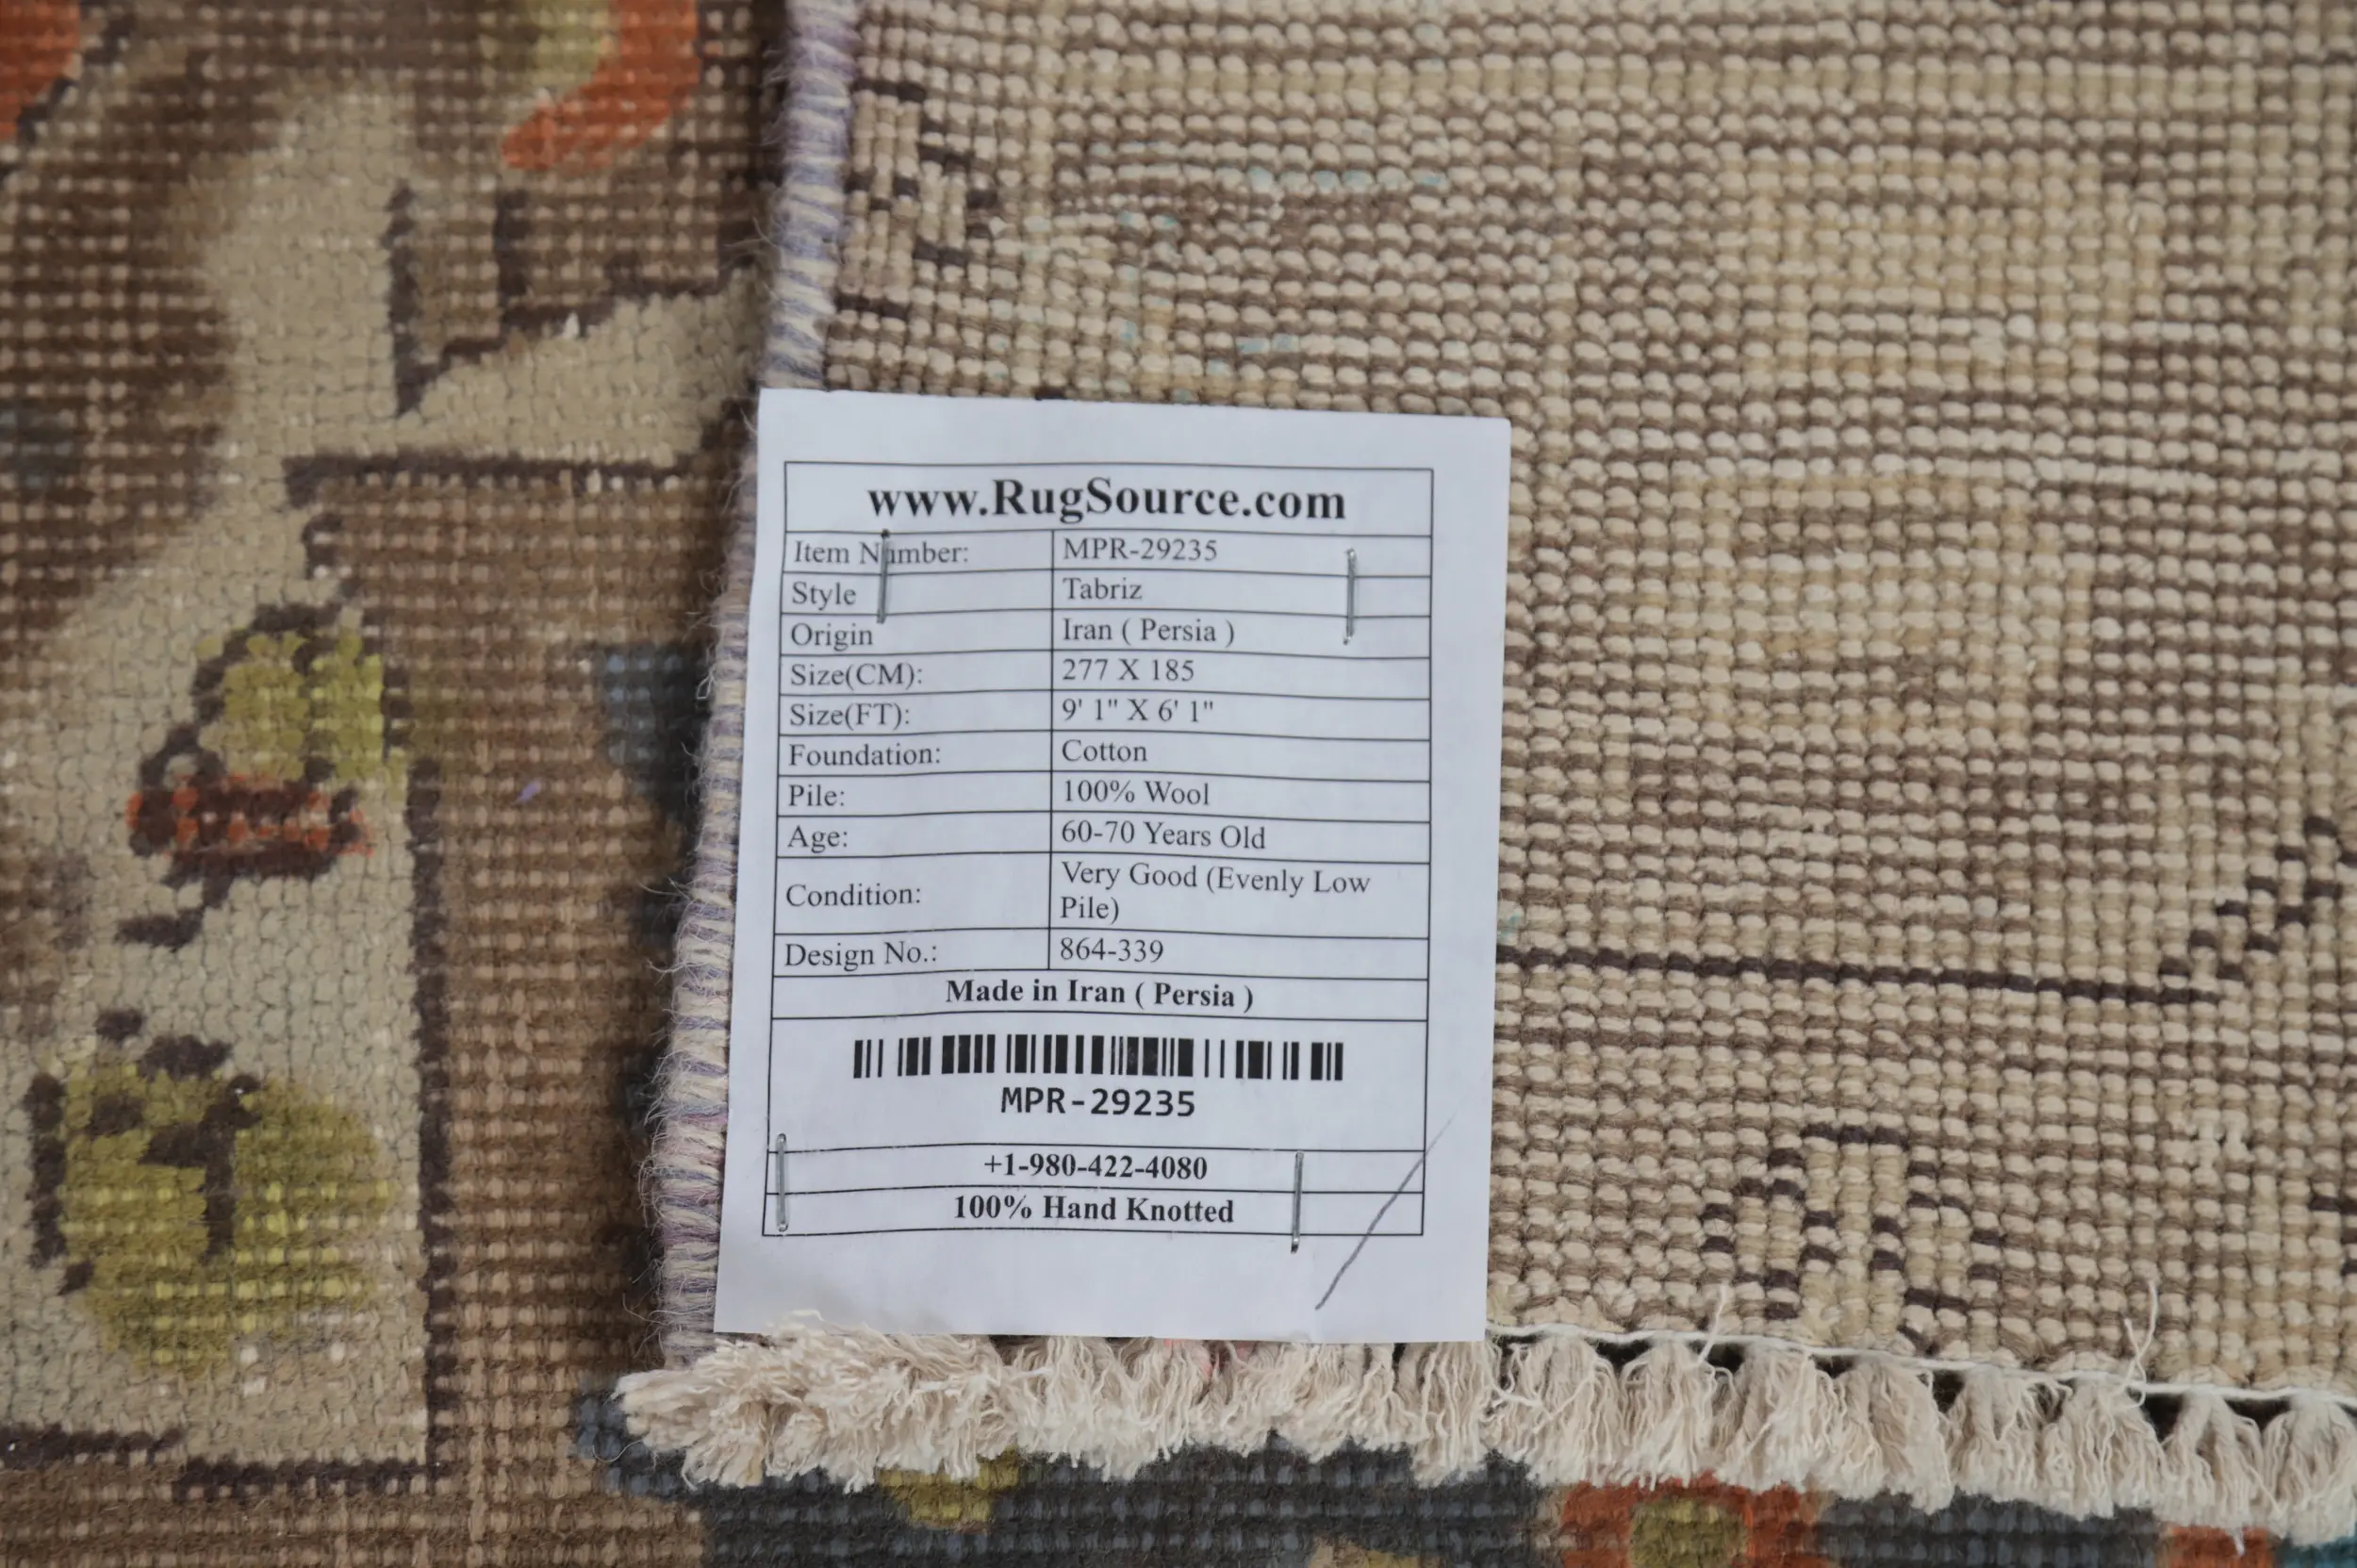 www.RugSource.com
Item Number: MPR-29235
Style Tabriz
Origin Iran ( Persia )
Size(CM): 277 X 185
Size(FT): 9' 1" X 6' 1"
Foundation: Cotton
Pile: 100% Wool
Age: 60-70 Years Old
Condition: Very Good (Evenly Low
Pile)
Design No.: 864-339
Made in Iran ( Persia )
MPR-29235
+1-980-422-4080
100% Hand Knotted